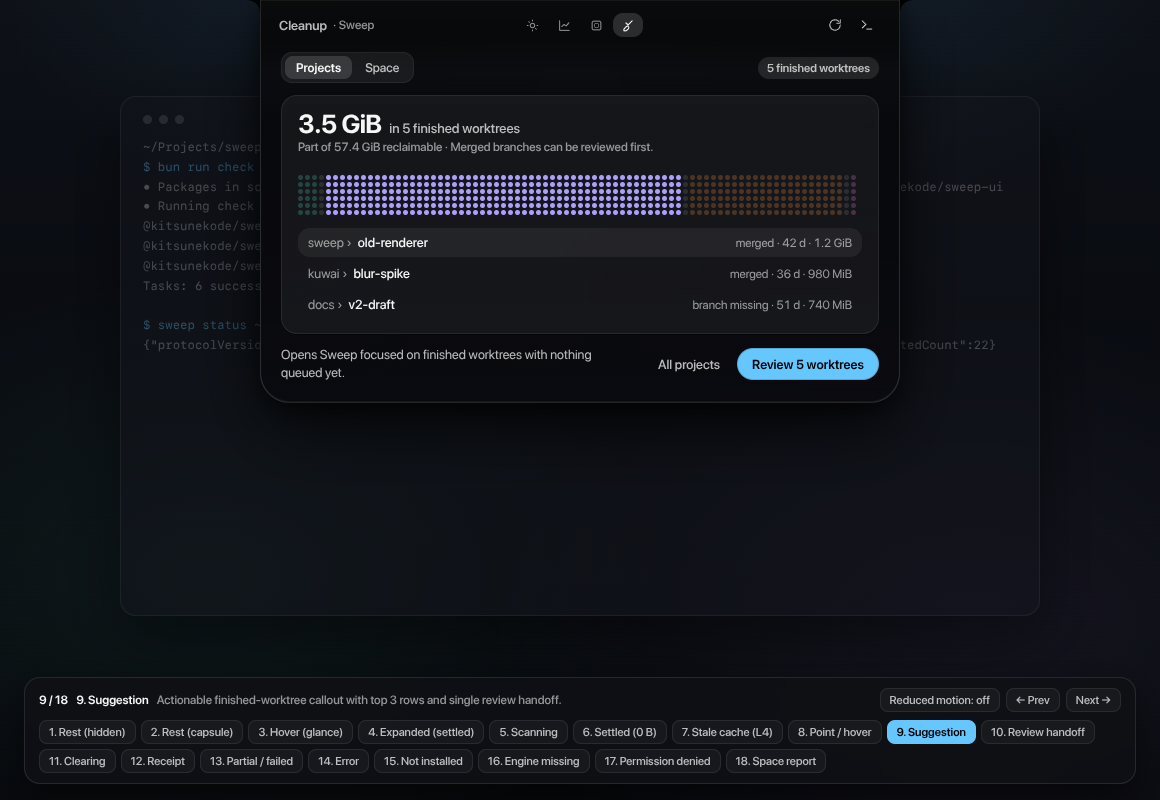 Cleanup · Sweep
Projects
Space
5 finished worktrees
3.5 GiB in 5 finished worktrees
Part of 57.4 GiB reclaimable · Merged branches can be reviewed first.
sweep › old-renderer merged · 42 d · 1.2 GiB
kuwai › blur-spike merged · 36 d · 980 MiB
docs › v2-draft branch missing · 51 d · 740 MiB
Opens Sweep focused on finished worktrees with nothing
queued yet.
All projects
Review 5 worktrees
~/Projects/sweep
$ bun run check
• Packages in sc ekode/sweep-ui
• Running check
@kitsunekode/swe
@kitsunekode/swe
@kitsunekode/swe
Tasks: 6 success
$ sweep status
{"protocolVersio tedCount":22}
9 / 18 9. Suggestion Actionable finished-worktree callout with top 3 rows and single review handoff.
Reduced motion: off
← Prev
Next →
1. Rest (hidden)
2. Rest (capsule)
3. Hover (glance)
4. Expanded (settled)
5. Scanning
6. Settled (0 B)
7. Stale cache (L4)
8. Point / hover
9. Suggestion
10. Review handoff
11. Clearing
12. Receipt
13. Partial / failed
14. Error
15. Not installed
16. Engine missing
17. Permission denied
18. Space report